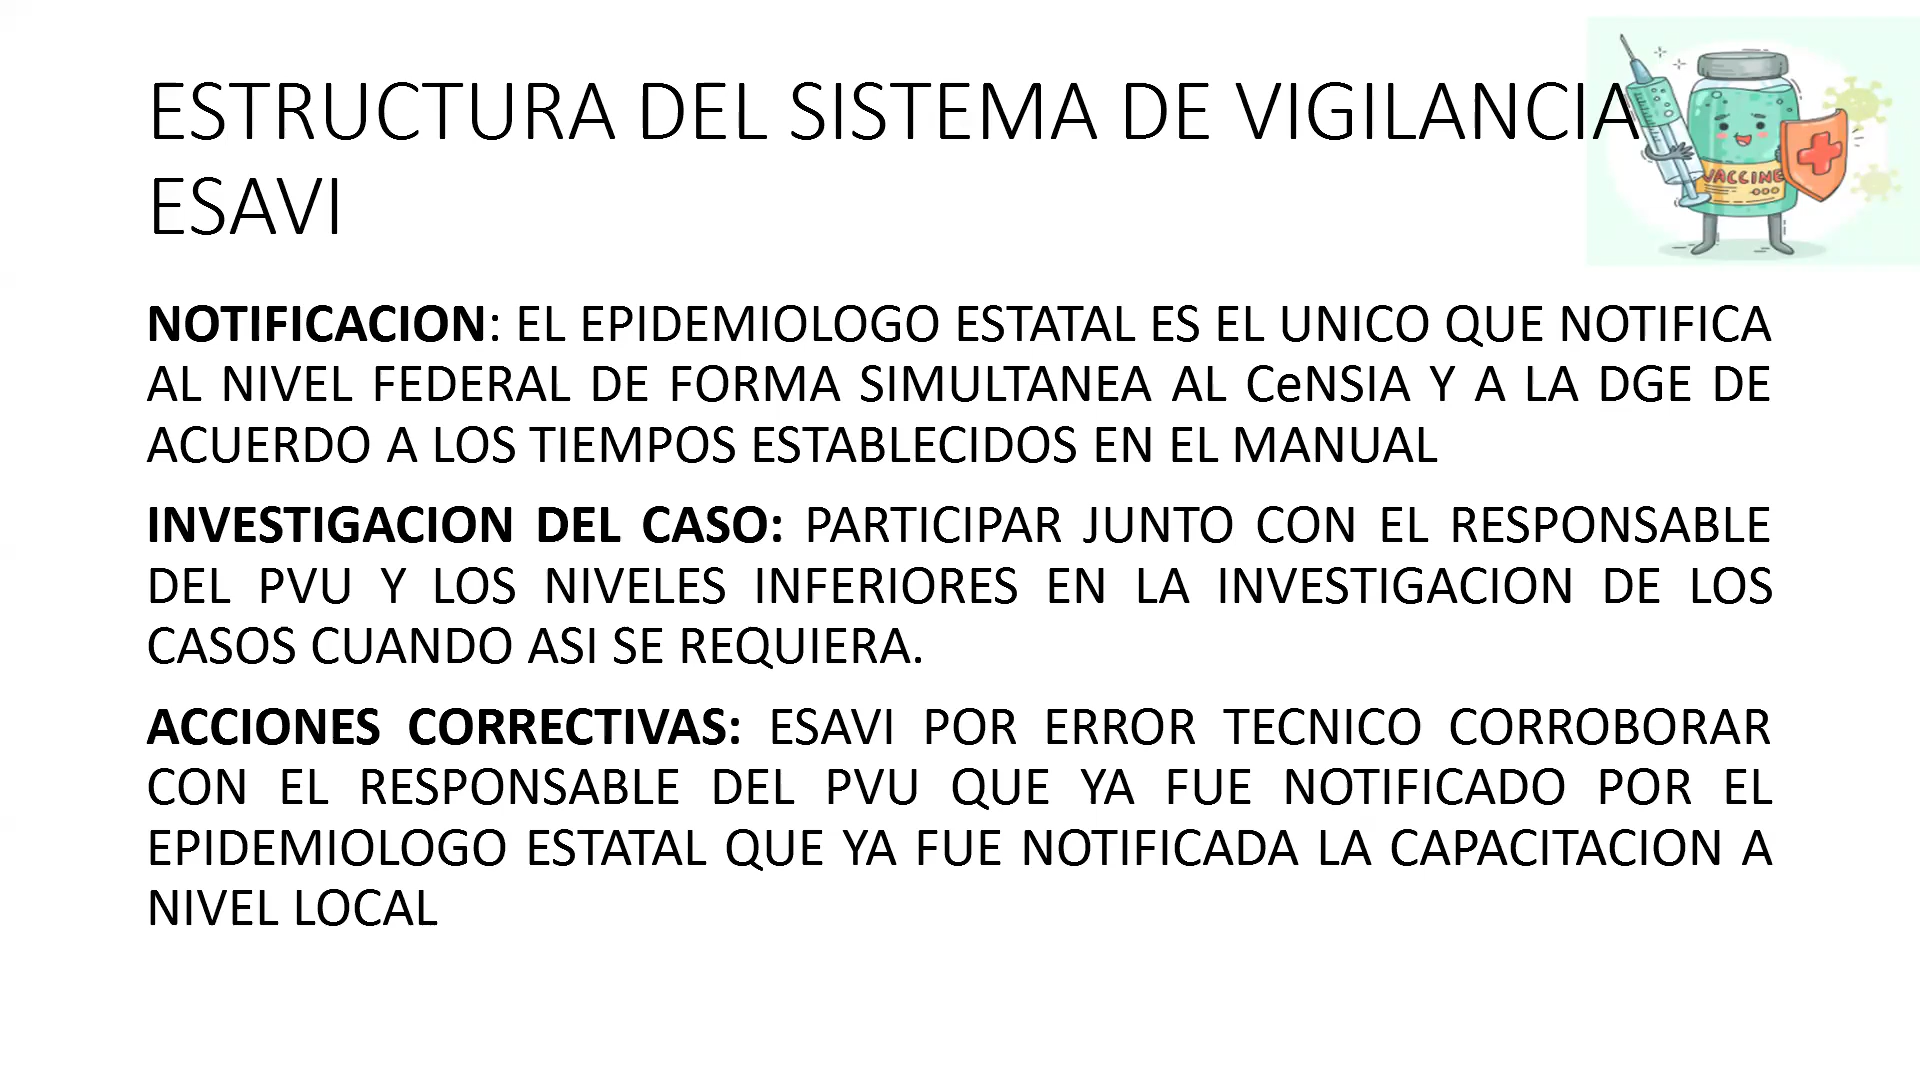 ESTRUCTURA DEL SISTEMA DE VIGILANCIA
ESAVI
VACCINE
NOTIFICACION: EL EPIDEMIOLOGO ESTATAL ES EL UNICO QUE NOTIFICA
AL NIVEL FEDERAL DE FORMA SIMULTANEA AL CeNSIA Y A LA DGE DE
ACUERDO A LOS TIEMPOS ESTABLECIDOS EN EL MANUAL
INVESTIGACION DEL CASO: PARTICIPAR JUNTO CON EL RESPONSABLE
DEL PVU Y LOS NIVELES INFERIORES EN LA INVESTIGACION DE LOS
CASOS CUANDO ASI SE REQUIERA.
ACCIONES CORRECTIVAS: ESAVI POR ERROR TECNICO CORROBORAR
CON EL RESPONSABLE DEL PVU QUE YA FUE NOTIFICADO POR EL
EPIDEMIOLOGO ESTATAL QUE YA FUE NOTIFICADA LA CAPACITACION A
NIVEL LOCAL